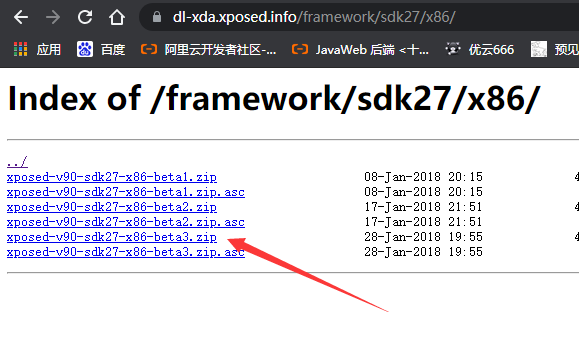 dl-xda.xposed.info/framework/sdk27/x86/
应用 百度 阿里云开发者社区-... JavaWeb 后端 <十... 优云666 预见
Index of /framework/sdk27/x86/
../
xposed-v90-sdk27-x86-beta1.zip 08-Jan-2018 20:15 4
xposed-v90-sdk27-x86-beta1.zip.asc 08-Jan-2018 20:15
xposed-v90-sdk27-x86-beta2.zip 17-Jan-2018 21:51 4
xposed-v90-sdk27-x86-beta2.zip.asc 17-Jan-2018 21:51
xposed-v90-sdk27-x86-beta3.zip 28-Jan-2018 19:55 4
xposed-v90-sdk27-x86-beta3.zip.asc 28-Jan-2018 19:55